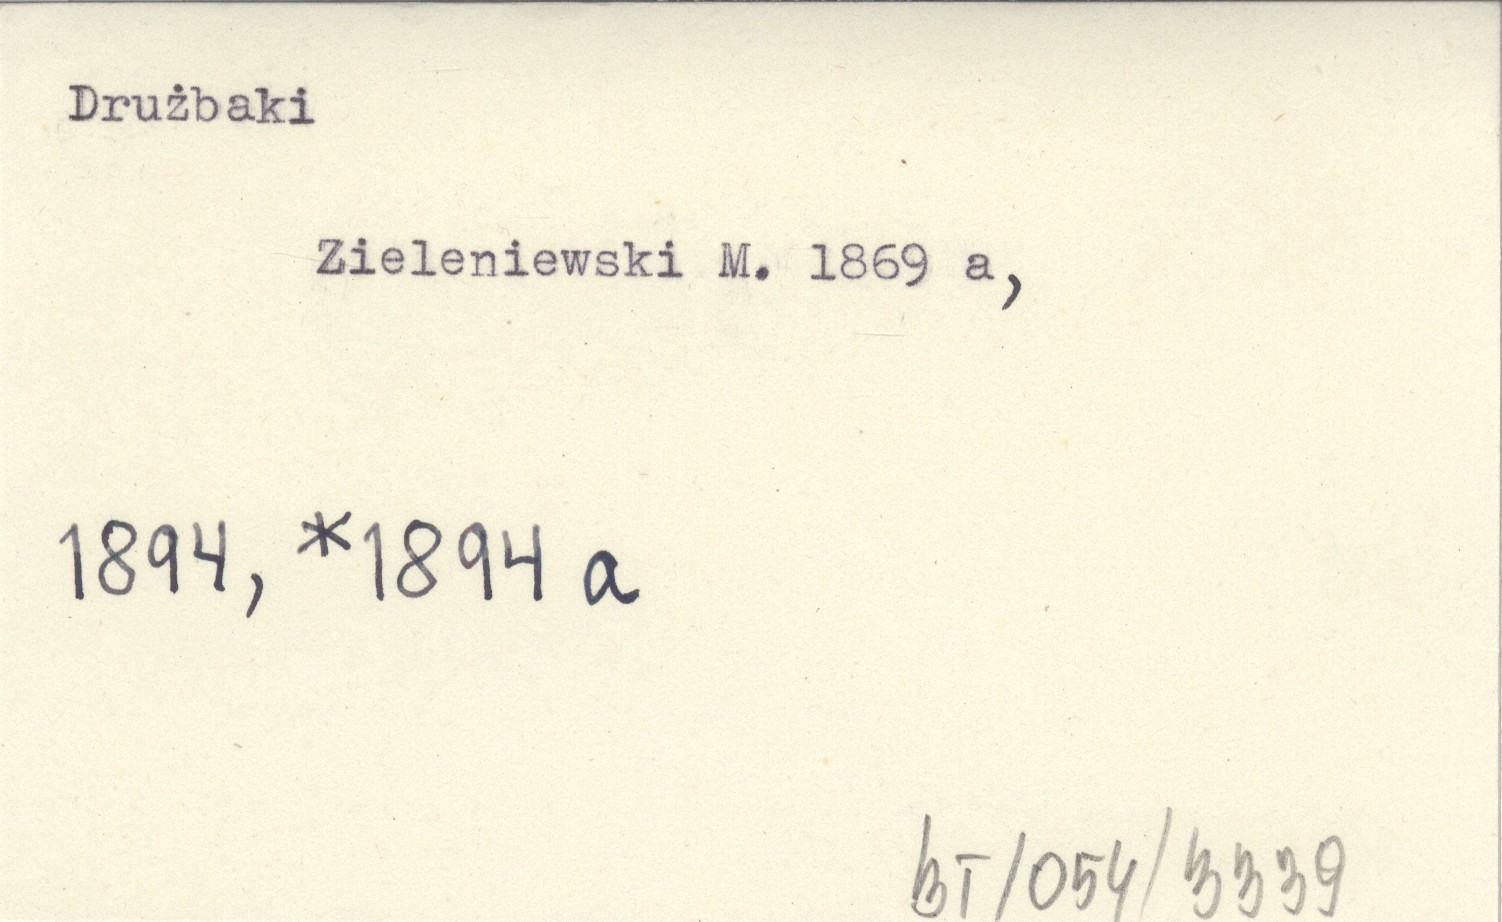 Drużbaki
Zieleniewski M. 1869 a,
1894, *1894 a
BT/054/3339